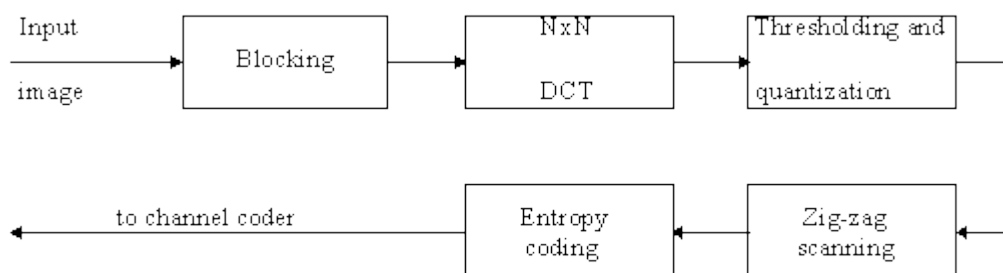 Input
image
Blocking
NxN
DCT
Thresholding and
quantization
Zig-zag
scanning
Entropy
coding
to channel coder